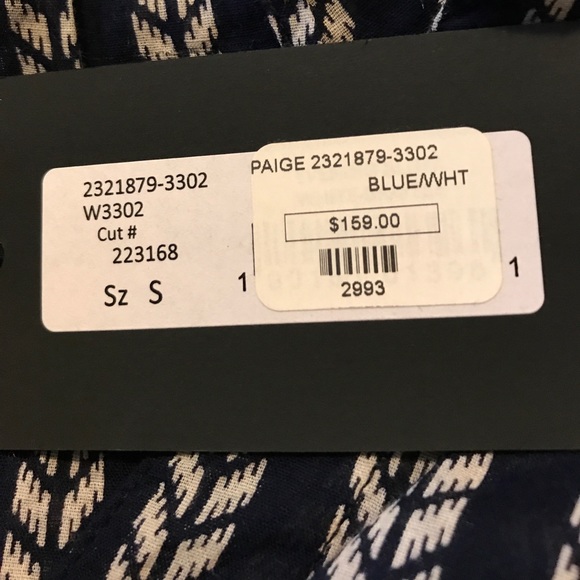 2321879-3302
W3302
Cut #
223168
Sz S
1
PAIGE 2321879-3302
BLUE/WHT
$159.00
2993
1